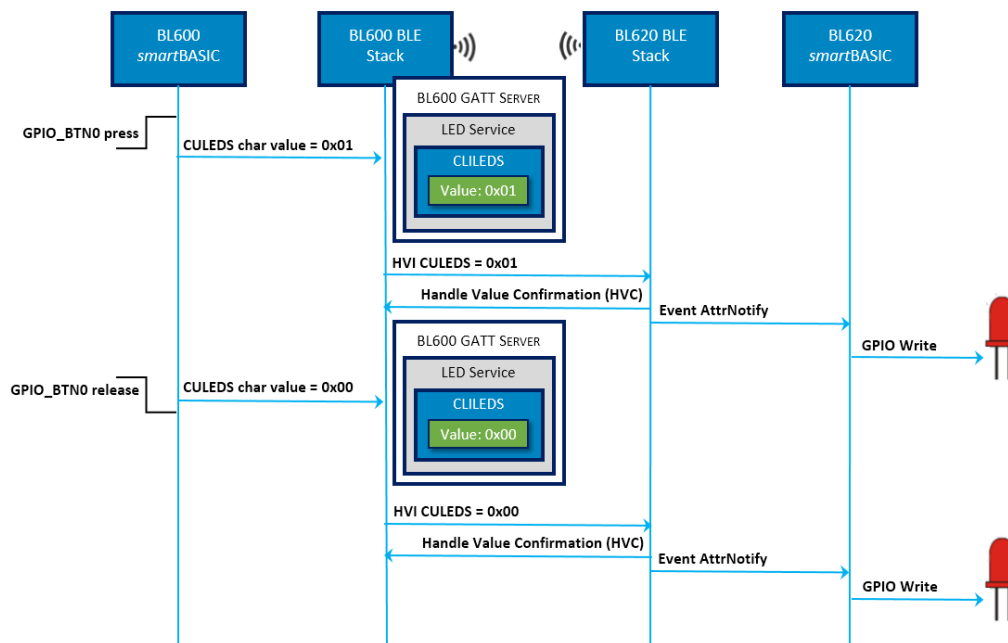 BL600
smartBASIC
BL600 BLE
Stack
BL620 BLE
Stack
BL620
smartBASIC
BL600 GATT SERVER
GPIO_BTN0 press
LED Service
CULEDS char value = 0x01
CLILEDS
Value: 0x01
HVI CULEDS = 0x01
Handle Value Confirmation (HVC)
Event AttrNotify
BL600 GATT SERVER
GPIO Write
LED Service
GPIO_BTN0 release
CULEDS char value = 0x00
CLILEDS
Value: 0x00
HVI CULEDS = 0x00
Handle Value Confirmation (HVC)
Event AttrNotify
GPIO Write